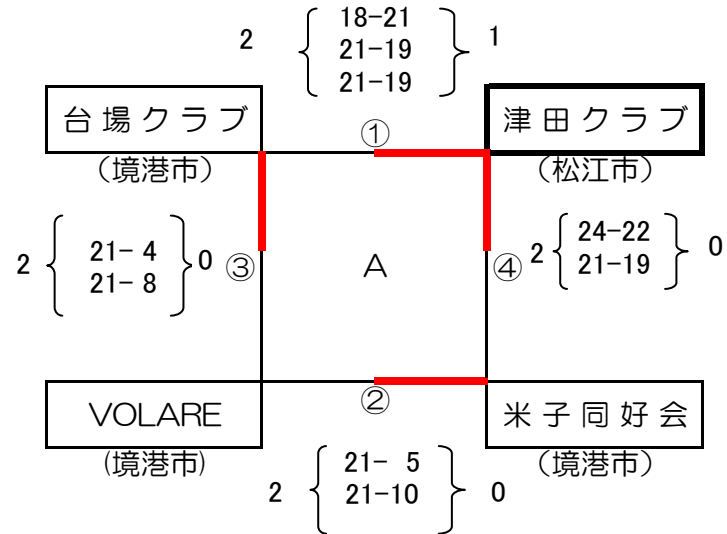 2 18-21 1
21-19
21-19
台場クラブ ① 津田クラブ
(境港市) (松江市)
2 21- 4 0 ③ A ④ 2 24-22 0
21- 8 21-19
VOLARE ② 米子同好会
(境港市) (境港市)
2 21- 5 0
21-10